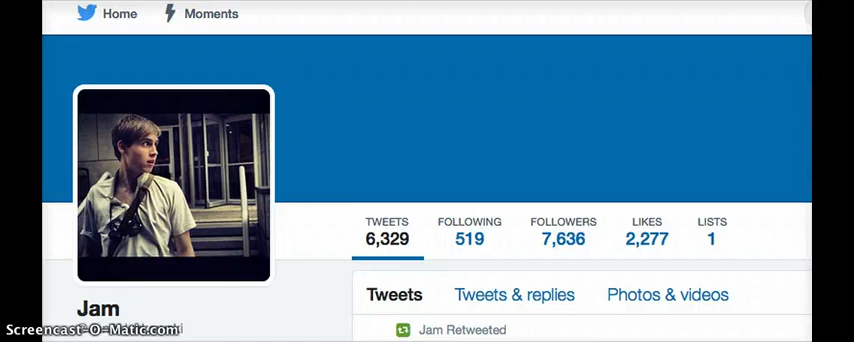 Home Moments
TWEETS FOLLOWING FOLLOWERS LIKES LISTS
6,329 519 7,636 2,277 1
Tweets Tweets & replies Photos & videos
Jam
Jam Retweeted
Screencast-O-Matic.com